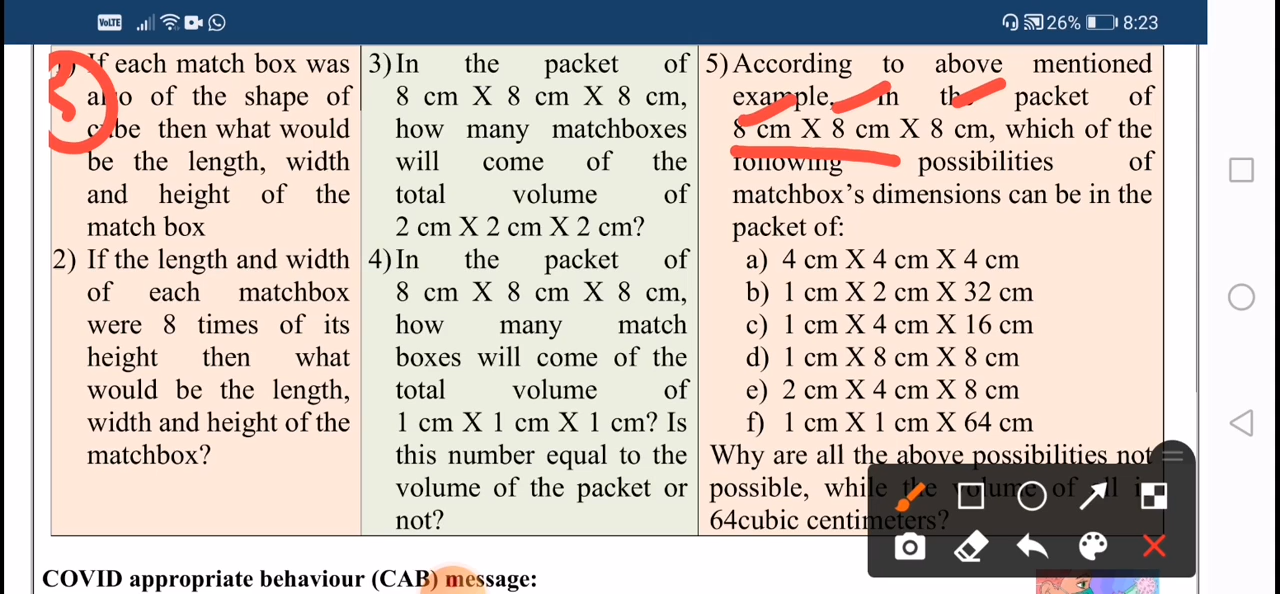 VoLTE
26% 8:23
1) If each match box was
also of the shape of
cube then what would
be the length, width
and height of the
match box
2) If the length and width
of each matchbox
were 8 times of its
height then what
would be the length,
width and height of the
matchbox?
3) In the packet of
8 cm X 8 cm X 8 cm,
how many matchboxes
will come of the
total volume of
2 cm X 2 cm X 2 cm?
4) In the packet of
8 cm X 8 cm X 8 cm,
how many match
boxes will come of the
total volume of
1 cm X 1 cm X 1 cm? Is
this number equal to the
volume of the packet or
not?
5) According to above mentioned
example, in the packet of
8 cm X 8 cm X 8 cm, which of the
following possibilities of
matchbox’s dimensions can be in the
packet of:
a) 4 cm X 4 cm X 4 cm
b) 1 cm X 2 cm X 32 cm
c) 1 cm X 4 cm X 16 cm
d) 1 cm X 8 cm X 8 cm
e) 2 cm X 4 cm X 8 cm
f) 1 cm X 1 cm X 64 cm
Why are all the above possibilities not
possible, while the volume of all is
64cubic centimeters?
COVID appropriate behaviour (CAB) message: